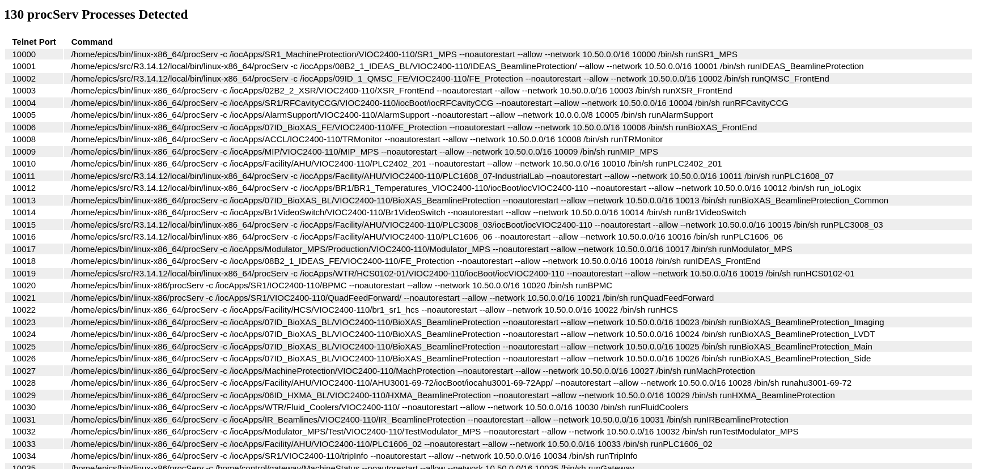 130 procServ Processes Detected
Telnet Port Command
10000 /home/epics/bin/linux-x86_64/procServ -c /iocApps/SR1_MachineProtection/VIOC2400-110/SR1_MPS --noautorestart --allow --network 10.50.0.0/16 10000 /bin/sh runSR1_MPS
10001 /home/epics/src/R3.14.12/local/bin/linux-x86_64/procServ -c /iocApps/08B2_1_IDEAS_BL/VIOC2400-110/IDEAS_BeamlineProtection/ --noautorestart --allow --network 10.50.0.0/16 10001 /bin/sh runIDEAS_BeamlineProtection
10002 /home/epics/src/R3.14.12/local/bin/linux-x86_64/procServ -c /iocApps/09ID_1_QMSC_FE/VIOC2400-110/FE_Protection --noautorestart --allow --network 10.50.0.0/16 10002 /bin/sh runQMSC_FrontEnd
10003 /home/epics/bin/linux-x86_64/procServ -c /iocApps/02B2_2_XSR/VIOC2400-110/XSR_FrontEnd --noautorestart --allow --network 10.50.0.0/16 10003 /bin/sh runXSR_FrontEnd
10004 /home/epics/bin/linux-x86_64/procServ -c /iocApps/SR1/RFCavityCCG/VIOC2400-110/iocBoot/iocRFCavityCCG --noautorestart --allow --network 10.50.0.0/16 10004 /bin/sh runRFCavityCCG
10005 /home/epics/bin/linux-x86_64/procServ -c /iocApps/AlarmSupport/VIOC2400-110/AlarmSupport --noautorestart --allow --network 10.0.0.0/8 10005 /bin/sh runAlarmSupport
10006 /home/epics/bin/linux-x86_64/procServ -c /iocApps/07ID_BioXAS_FE/VIOC2400-110/FE_Protection --noautorestart --allow --network 10.50.0.0/16 10006 /bin/sh runBioXAS_FrontEnd
10008 /home/epics/bin/linux-x86_64/procServ -c /iocApps/ACCL/IOC2400-110/TRMonitor --noautorestart --allow --network 10.50.0.0/16 10008 /bin/sh runTRMonitor
10009 /home/epics/bin/linux-x86_64/procServ -c /iocApps/MIP/VIOC2400-110/MIP_MPS --noautorestart --allow --network 10.50.0.0/16 10009 /bin/sh runMIP_MPS
10010 /home/epics/bin/linux-x86_64/procServ -c /iocApps/Facility/AHU/VIOC2400-110/PLC2402_201 --noautorestart --allow --network 10.50.0.0/16 10010 /bin/sh runPLC2402_201
10011 /home/epics/src/R3.14.12/local/bin/linux-x86_64/procServ -c /iocApps/Facility/AHU/VIOC2400-110/PLC1608_07-IndustrialLab --noautorestart --allow --network 10.50.0.0/16 10011 /bin/sh runPLC1608_07
10012 /home/epics/src/R3.14.12/local/bin/linux-x86_64/procServ -c /iocApps/BR1/BR1_Temperatures_VIOC2400-110/iocBoot/iocVIOC2400-110 --noautorestart --allow --network 10.50.0.0/16 10012 /bin/sh run_ioLogix
10013 /home/epics/bin/linux-x86_64/procServ -c /iocApps/07ID_BioXAS_BL/VIOC2400-110/BioXAS_BeamlineProtection --noautorestart --allow --network 10.50.0.0/16 10013 /bin/sh runBioXAS_BeamlineProtection_Common
10014 /home/epics/bin/linux-x86_64/procServ -c /iocApps/Br1VideoSwitch/VIOC2400-110/Br1VideoSwitch --noautorestart --allow --network 10.50.0.0/16 10014 /bin/sh runBr1VideoSwitch
10015 /home/epics/src/R3.14.12/local/bin/linux-x86_64/procServ -c /iocApps/Facility/AHU/VIOC2400-110/PLC3008_03/iocBoot/iocVIOC2400-110 --noautorestart --allow --network 10.50.0.0/16 10015 /bin/sh runPLC3008_03
10016 /home/epics/src/R3.14.12/local/bin/linux-x86_64/procServ -c /iocApps/Facility/AHU/VIOC2400-110/PLC1606_06 --noautorestart --allow --network 10.50.0.0/16 10016 /bin/sh runPLC1606_06
10017 /home/epics/bin/linux-x86_64/procServ -c /iocApps/Modulator_MPS/Production/VIOC2400-110/Modulator_MPS --noautorestart --allow --network 10.50.0.0/16 10017 /bin/sh runModulator_MPS
10018 /home/epics/bin/linux-x86_64/procServ -c /iocApps/08B2_1_IDEAS_FE/VIOC2400-110/FE_Protection --noautorestart --allow --network 10.50.0.0/16 10018 /bin/sh runIDEAS_FrontEnd
10019 /home/epics/src/R3.14.12/local/bin/linux-x86_64/procServ -c /iocApps/WTR/HCS0102-01/VIOC2400-110/iocBoot/iocVIOC2400-110 --noautorestart --allow --network 10.50.0.0/16 10019 /bin/sh runHCS0102-01
10020 /home/epics/bin/linux-x86/procServ -c /iocApps/SR1/IOC2400-110/BPMC --noautorestart --allow --network 10.50.0.0/16 10020 /bin/sh runBPMC
10021 /home/epics/bin/linux-x86/procServ -c /iocApps/SR1/VIOC2400-110/QuadFeedForward/ --noautorestart --allow --network 10.50.0.0/16 10021 /bin/sh runQuadFeedForward
10022 /home/epics/bin/linux-x86_64/procServ -c /iocApps/Facility/HCS/VIOC2400-110/br1_sr1_hcs --noautorestart --allow --network 10.50.0.0/16 10022 /bin/sh runHCS
10023 /home/epics/bin/linux-x86_64/procServ -c /iocApps/07ID_BioXAS_BL/VIOC2400-110/BioXAS_BeamlineProtection --noautorestart --allow --network 10.50.0.0/16 10023 /bin/sh runBioXAS_BeamlineProtection_Imaging
10024 /home/epics/bin/linux-x86_64/procServ -c /iocApps/07ID_BioXAS_BL/VIOC2400-110/BioXAS_BeamlineProtection --noautorestart --allow --network 10.50.0.0/16 10024 /bin/sh runBioXAS_BeamlineProtection_LVDT
10025 /home/epics/bin/linux-x86_64/procServ -c /iocApps/07ID_BioXAS_BL/VIOC2400-110/BioXAS_BeamlineProtection --noautorestart --allow --network 10.50.0.0/16 10025 /bin/sh runBioXAS_BeamlineProtection_Main
10026 /home/epics/bin/linux-x86_64/procServ -c /iocApps/07ID_BioXAS_BL/VIOC2400-110/BioXAS_BeamlineProtection --noautorestart --allow --network 10.50.0.0/16 10026 /bin/sh runBioXAS_BeamlineProtection_Side
10027 /home/epics/bin/linux-x86_64/procServ -c /iocApps/MachineProtection/VIOC2400-110/MachProtection --noautorestart --allow --network 10.50.0.0/16 10027 /bin/sh runMachProtection
10028 /home/epics/bin/linux-x86_64/procServ -c /iocApps/Facility/AHU/VIOC2400-110/AHU3001-69-72/iocBoot/iocahu3001-69-72App/ --noautorestart --allow --network 10.50.0.0/16 10028 /bin/sh runahu3001-69-72
10029 /home/epics/bin/linux-x86_64/procServ -c /iocApps/06ID_HXMA_BL/VIOC2400-110/HXMA_BeamlineProtection --noautorestart --allow --network 10.50.0.0/16 10029 /bin/sh runHXMA_BeamlineProtection
10030 /home/epics/bin/linux-x86_64/procServ -c /iocApps/WTR/Fluid_Coolers/VIOC2400-110/ --noautorestart --allow --network 10.50.0.0/16 10030 /bin/sh runFluidCoolers
10031 /home/epics/bin/linux-x86_64/procServ -c /iocApps/IR_Beamlines/VIOC2400-110/IR_BeamlineProtection --noautorestart --allow --network 10.50.0.0/16 10031 /bin/sh runIRBeamlineProtection
10032 /home/epics/bin/linux-x86_64/procServ -c /iocApps/Modulator_MPS/Test/VIOC2400-110/TestModulator_MPS --noautorestart --allow --network 10.50.0.0/16 10032 /bin/sh runTestModulator_MPS
10033 /home/epics/bin/linux-x86_64/procServ -c /iocApps/Facility/AHU/VIOC2400-110/PLC1606_02 --noautorestart --allow --network 10.50.0.0/16 10033 /bin/sh runPLC1606_02
10034 /home/epics/bin/linux-x86_64/procServ -c /iocApps/SR1/VIOC2400-110/tripInfo --noautorestart --allow --network 10.50.0.0/16 10034 /bin/sh runTripInfo
10035 /home/epics/bin/linux-x86/procServ -c /home/control/gateway/MachineStatus --noautorestart --allow --network 10.50.0.0/16 10035 /bin/sh runGateway